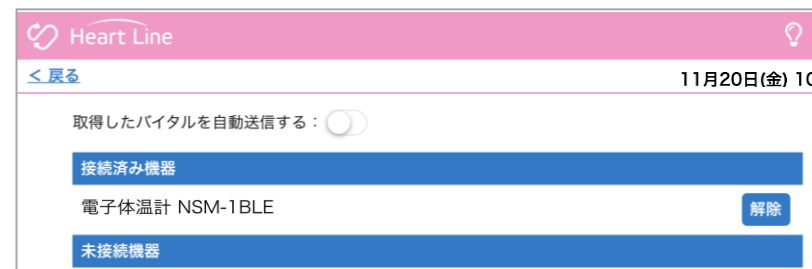 Heart Line
< 戻る
11月20日(金) 10
取得したバイタルを自動送信する：
接続済み機器
電子体温計 NSM-1BLE
解除
未接続機器